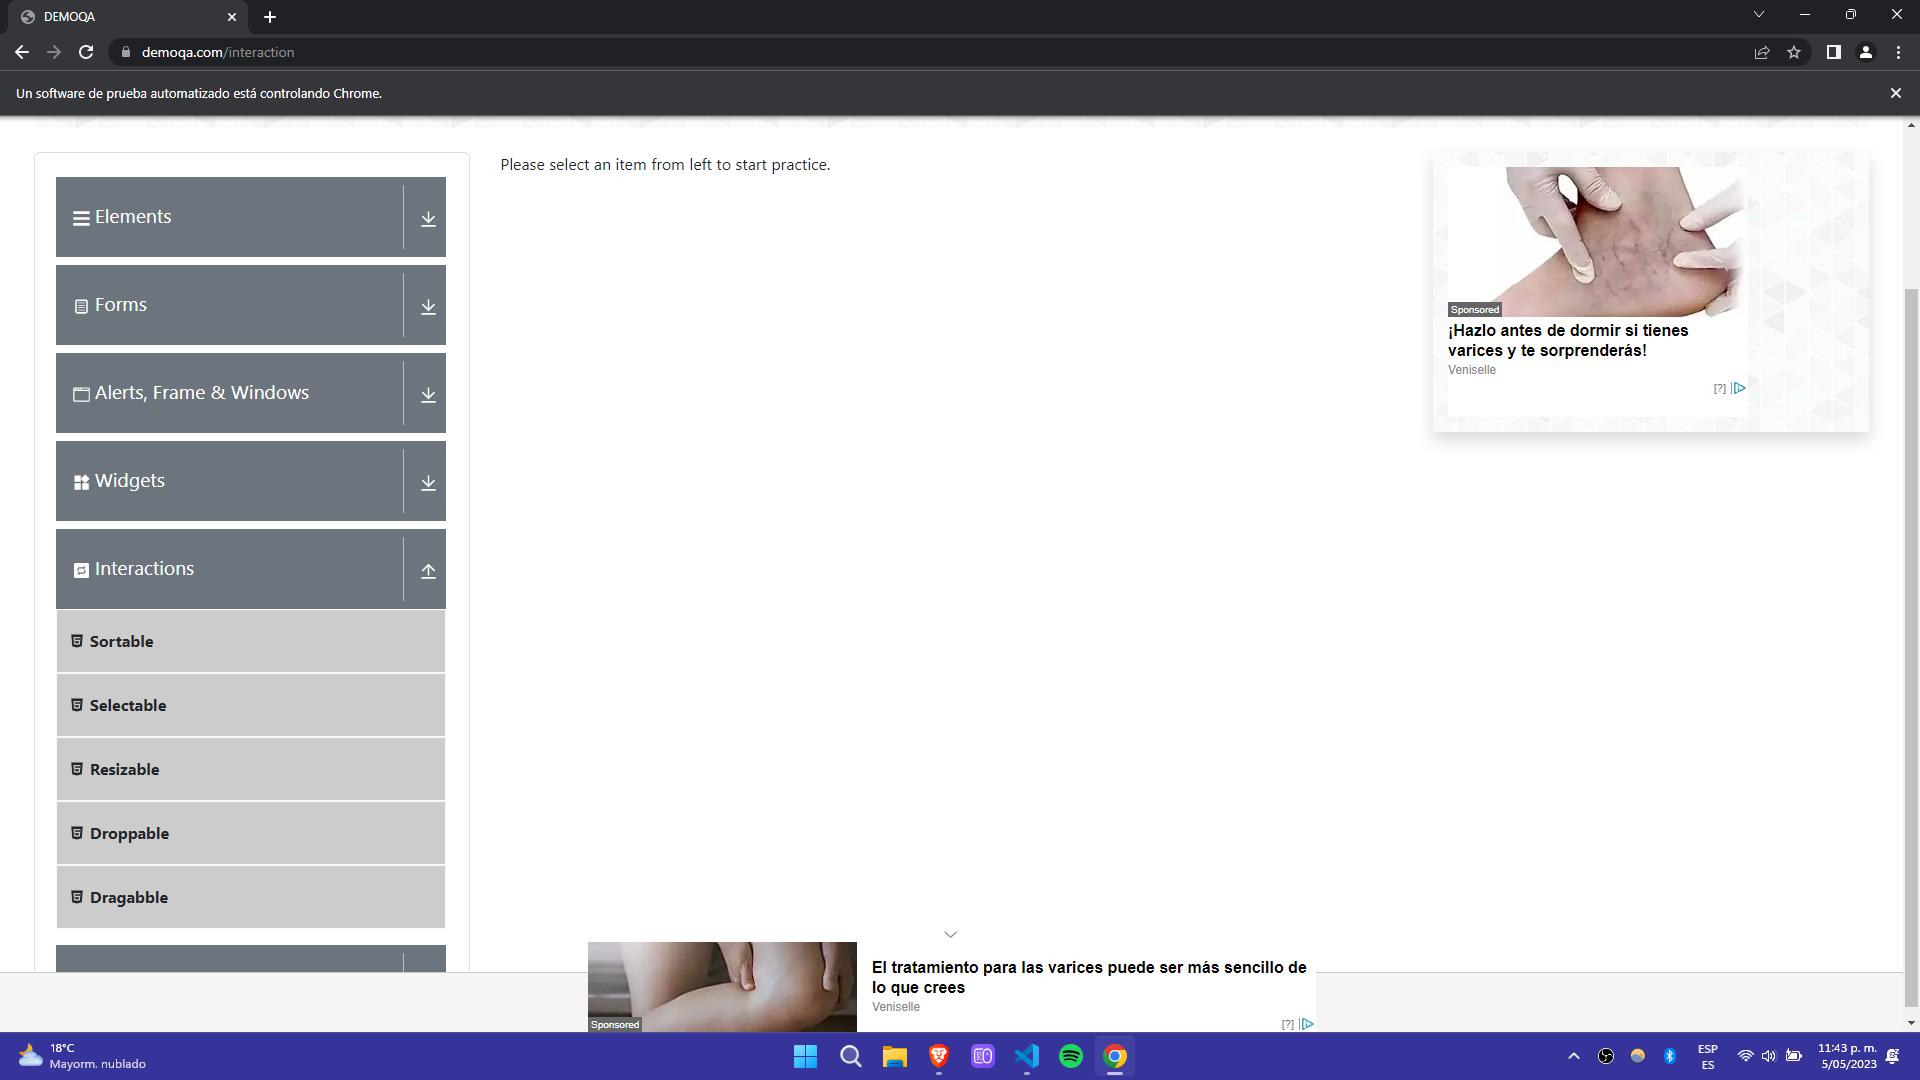 DEMOQA
demoqa.com/interaction
Un software de prueba automatizado está controlando Chrome.
Elements
Forms
Alerts, Frame & Windows
Widgets
Interactions
Sortable
Selectable
Resizable
Droppable
Dragabble
Please select an item from left to start practice.
Sponsored
¡Hazlo antes de dormir si tienes
varices y te sorprenderás!
Veniselle
[?]
El tratamiento para las varices puede ser más sencillo de
lo que crees
Veniselle
Sponsored
[?]
18°C
Mayorm. nublado
ESP
ES
11:43 p. m.
5/05/2023